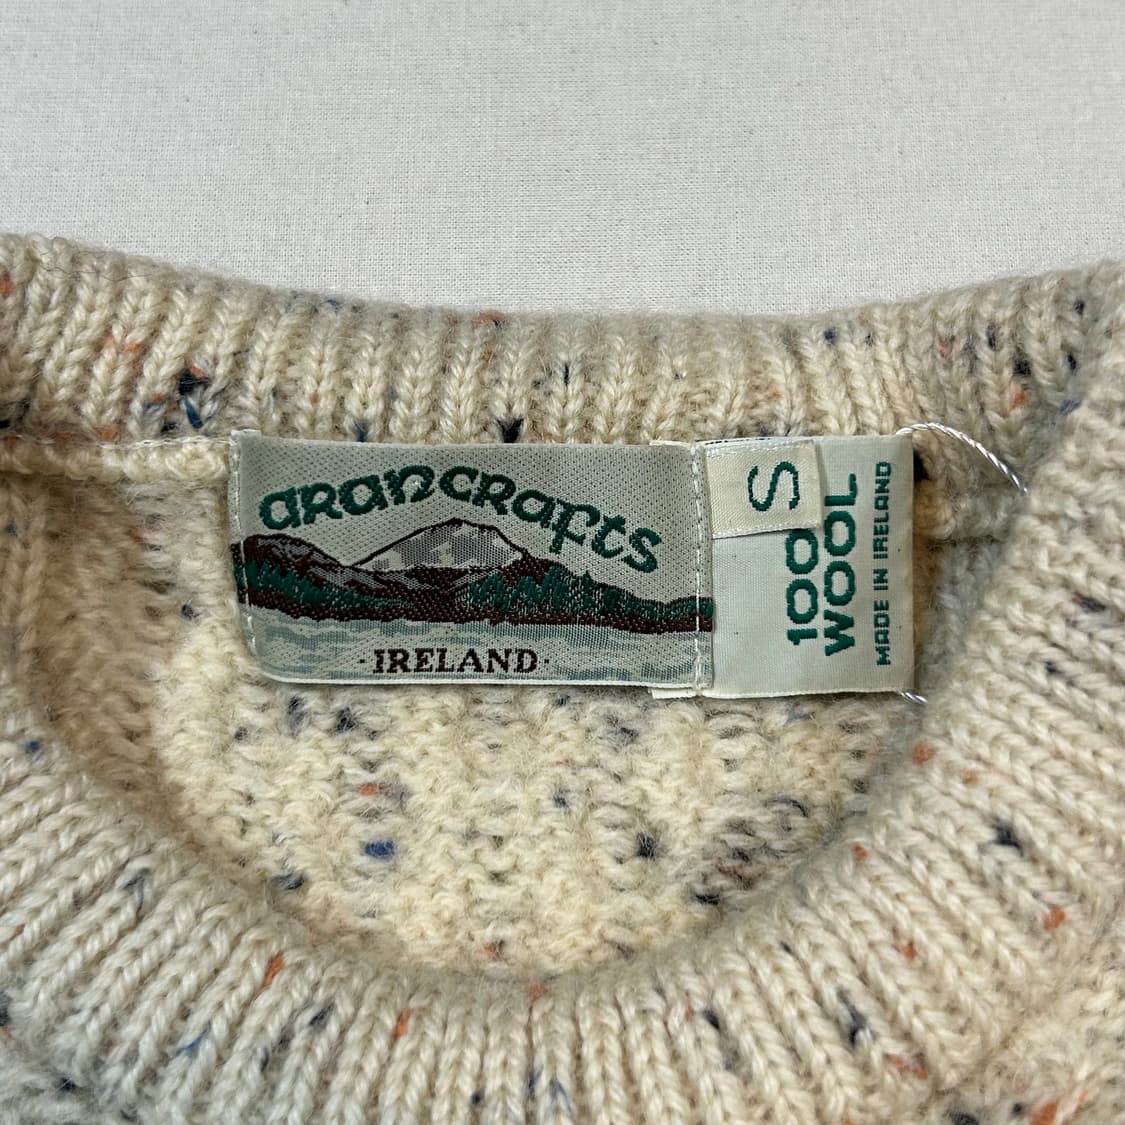 arancrafts
·IRELAND·
S
100
WOOL
MADE IN IRELAND